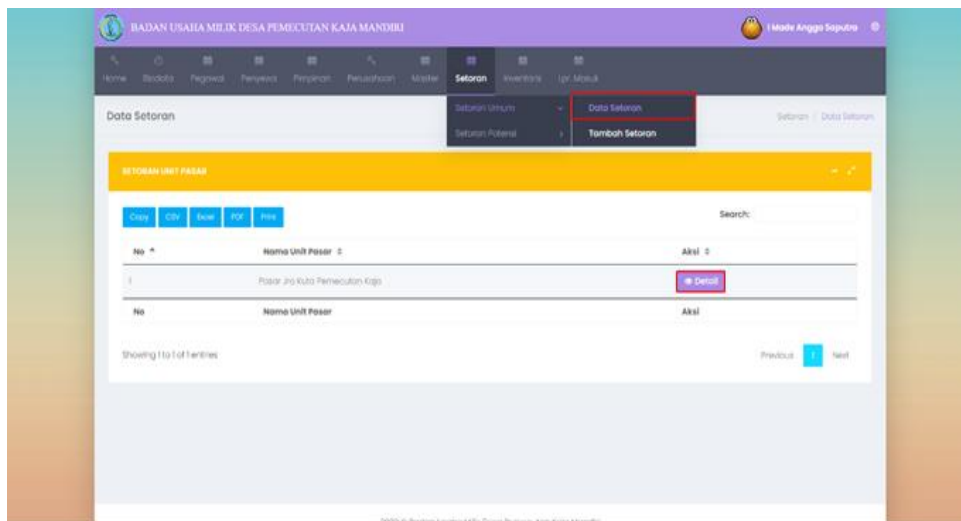 BADAN USAHA MILIK DESA PEMECUTAN KAJA MANDIRI
I Made Angga Saputra
Home Biodata Pegawai Penyewa Pimpinan Perusahaan Master Setoran Inventaris Lpr. Masuk
Setoran Umum
Data Setoran
Setoran Potensi
Tambah Setoran
Data Setoran
Setoran / Data Setoran
SETORAN UNIT PASAR
Copy CSV Excel PDF Print
Search:
No Nama Unit Pasar Aksi
1 Pasar Kuta Pemecutan Kaja Detail
No Nama Unit Pasar Aksi
Showing 1 to 1 of 1 entries
Previous 1 Next